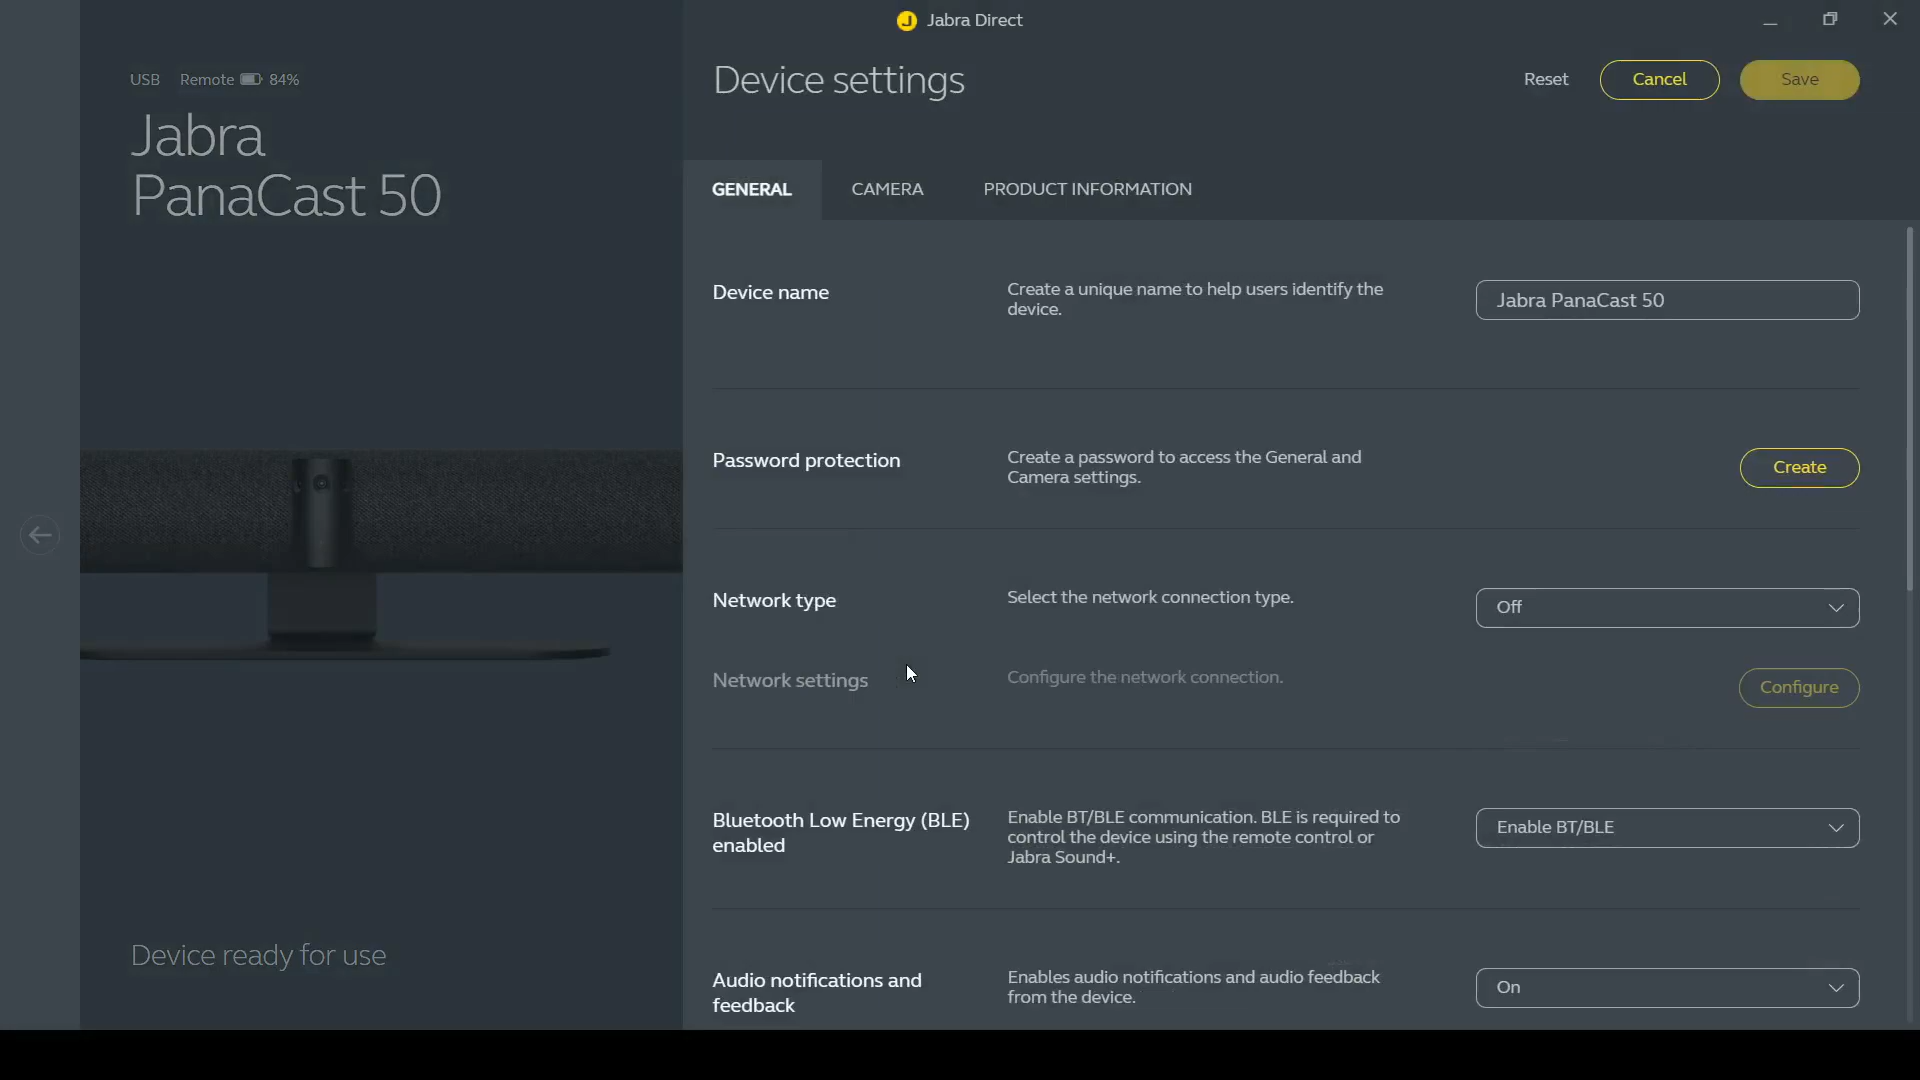 Jabra Direct
USB Remote 84%
Jabra
PanaCast 50
Device ready for use
Device settings
Reset
Cancel
Save
GENERAL
CAMERA
PRODUCT INFORMATION
Device name
Create a unique name to help users identify the
device.
Jabra PanaCast 50
Password protection
Create a password to access the General and
Camera settings.
Create
Network type
Select the network connection type.
Off
Network settings
Configure the network connection.
Configure
Bluetooth Low Energy (BLE)
enabled
Enable BT/BLE communication. BLE is required to
control the device using the remote control or
Jabra Sound+.
Enable BT/BLE
Audio notifications and
feedback
Enables audio notifications and audio feedback
from the device.
On